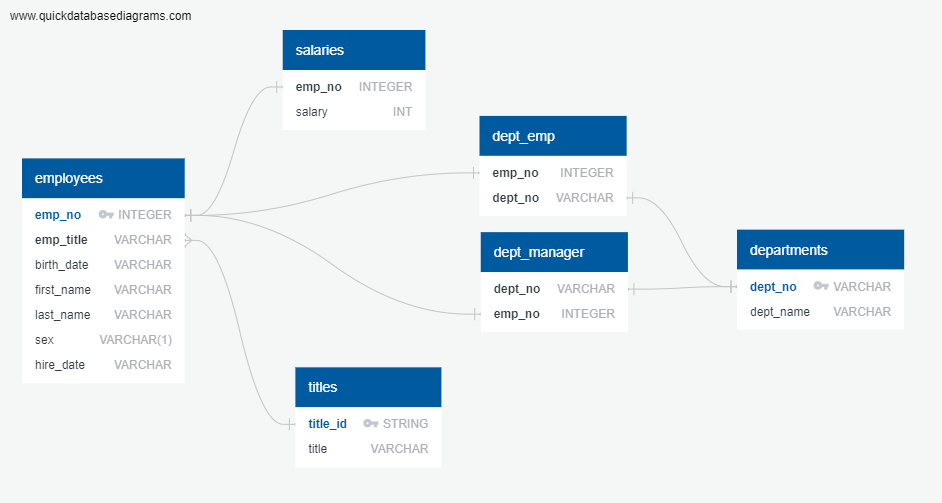 www.quickdatabasediagrams.com
salaries
emp_no INTEGER
salary INT
dept_emp
emp_no INTEGER
dept_no VARCHAR
employees
emp_no INTEGER
emp_title VARCHAR
birth_date VARCHAR
first_name VARCHAR
last_name VARCHAR
sex VARCHAR(1)
hire_date VARCHAR
dept_manager
dept_no VARCHAR
emp_no INTEGER
departments
dept_no VARCHAR
dept_name VARCHAR
titles
title_id STRING
title VARCHAR